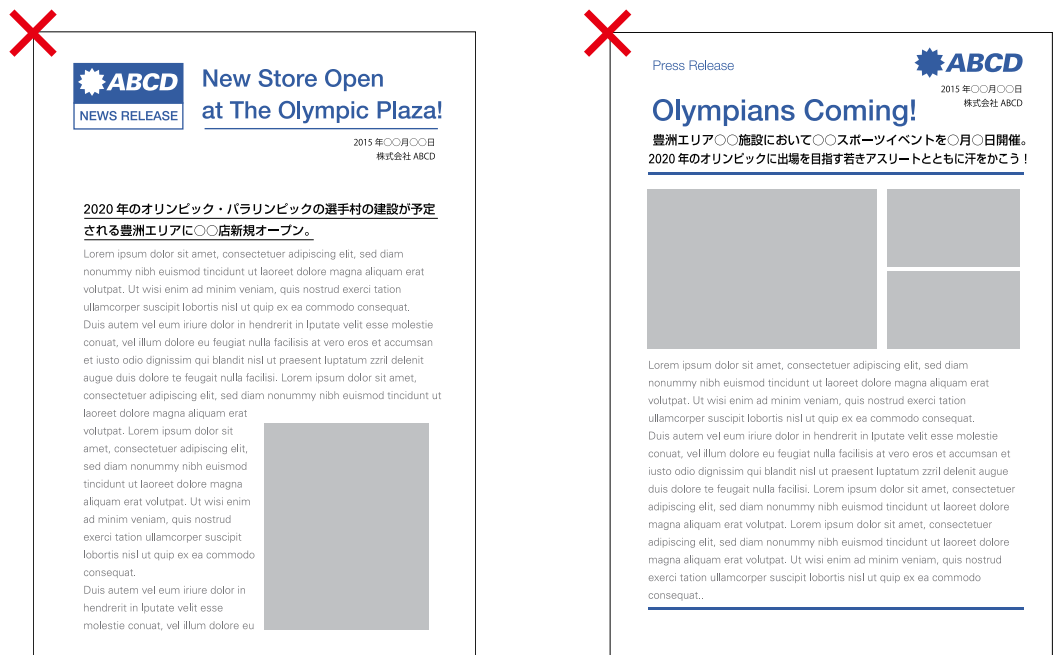 ABCD
NEWS RELEASE
New Store Open
at The Olympic Plaza!
2015 年○○月○○日
株式会社 ABCD
2020 年のオリンピック・パラリンピックの選手村の建設が予定
される豊洲エリアに○○店新規オープン。
Lorem ipsum dolor sit amet, consectetuer adipiscing elit, sed diam
nonummy nibh euismod tincidunt ut laoreet dolore magna aliquam erat
volutpat. Ut wisi enim ad minim veniam, quis nostrud exerci tation
ullamcorper suscipit lobortis nisl ut quip ex ea commodo consequat.
Duis autem vel eum iriure dolor in hendrerit in lputate velit esse molestie
conuat, vel illum dolore eu feugiat nulla facilisis at vero eros et accumsan
et iusto odio dignissim qui blandit nisl ut praesent luptatum zzril delenit
augue duis dolore te feugait nulla facilisi. Lorem ipsum dolor sit amet,
consectetuer adipiscing elit, sed diam nonummy nibh euismod tincidunt ut
laoreet dolore magna aliquam erat
volutpat. Lorem ipsum dolor sit
amet, consectetuer adipiscing elit,
sed diam nonummy nibh euismod
tincidunt ut laoreet dolore magna
aliquam erat volutpat. Ut wisi enim
ad minim veniam, quis nostrud
exerci tation ullamcorper suscipit
lobortis nisl ut quip ex ea commodo
consequat.
Duis autem vel eum iriure dolor in
hendrerit in lputate velit esse
molestie conuat, vel illum dolore eu
Press Release
ABCD
2015 年○○月○○日
株式会社 ABCD
Olympians Coming!
豊洲エリア○○施設において○○スポーツイベントを○月○日開催。
2020 年のオリンピックに出場を目指す若きアスリートとともに汗をかこう！
Lorem ipsum dolor sit amet, consectetuer adipiscing elit, sed diam
nonummy nibh euismod tincidunt ut laoreet dolore magna aliquam erat
volutpat. Ut wisi enim ad minim veniam, quis nostrud exerci tation
ullamcorper suscipit lobortis nisl ut quip ex ea commodo consequat.
Duis autem vel eum iriure dolor in hendrerit in lputate velit esse molestie
conuat, vel illum dolore eu feugiat nulla facilisis at vero eros et accumsan et
iusto odio dignissim qui blandit nisl ut praesent luptatum zzril delenit augue
duis dolore te feugait nulla facilisi. Lorem ipsum dolor sit amet, consectetuer
adipiscing elit, sed diam nonummy nibh euismod tincidunt ut laoreet dolore
magna aliquam erat volutpat. Lorem ipsum dolor sit amet, consectetuer
adipiscing elit, sed diam nonummy nibh euismod tincidunt ut laoreet dolore
magna aliquam erat volutpat. Ut wisi enim ad minim veniam, quis nostrud
exerci tation ullamcorper suscipit lobortis nisl ut quip ex ea commodo
consequat..